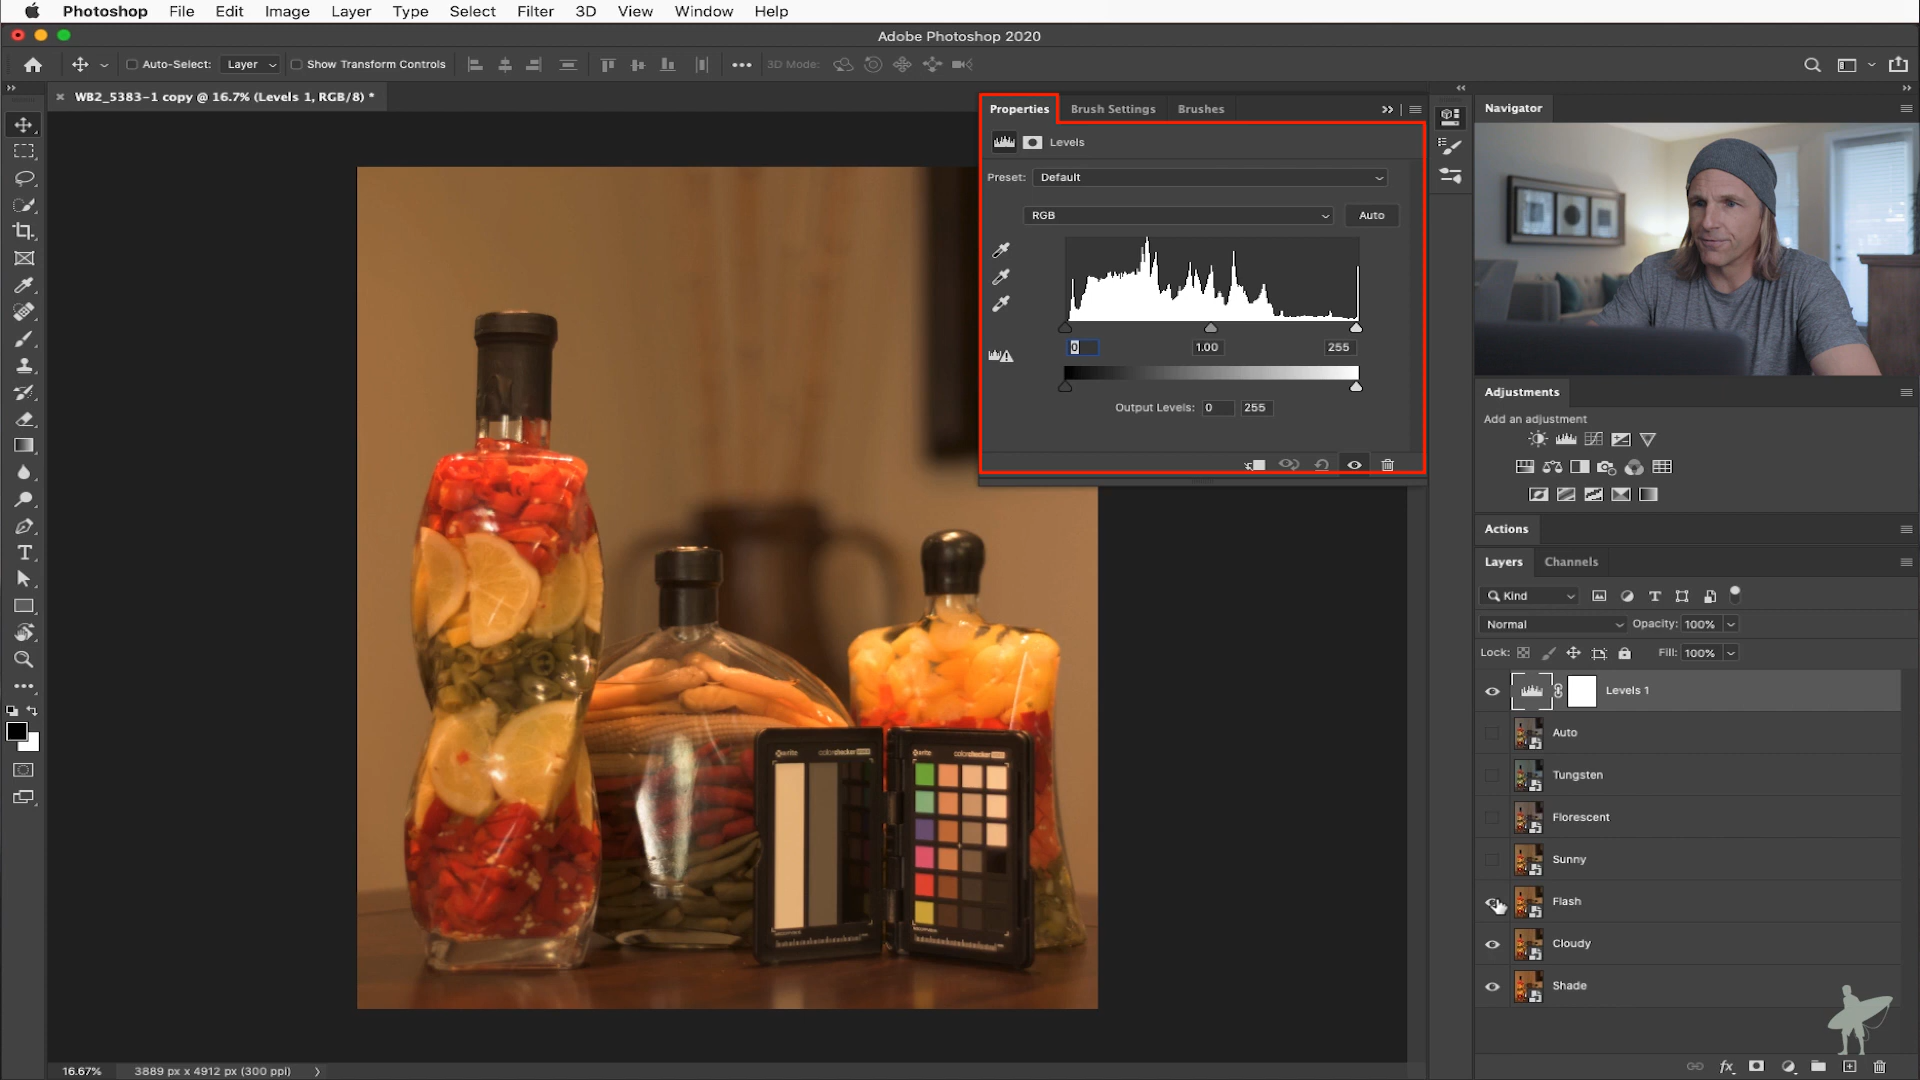 Photoshop File Edit Image Layer Type Select Filter 3D View Window Help
Adobe Photoshop 2020
Auto-Select: Layer Show Transform Controls 3D Mode:
WB2_5383-1 copy @ 16.7% (Levels 1, RGB/8) *
Properties Brush Settings Brushes
Levels
Preset: Default
RGB Auto
0 1.00 255
Output Levels: 0 255
Navigator
Adjustments
Add an adjustment
Actions
Layers Channels
Kind
Normal Opacity: 100%
Lock: Fill: 100%
Levels 1
Auto
Tungsten
Florescent
Sunny
Flash
Cloudy
Shade
x-rite colorchecker
x-rite colorchecker
16.67% 3889 px x 4912 px (300 ppi)